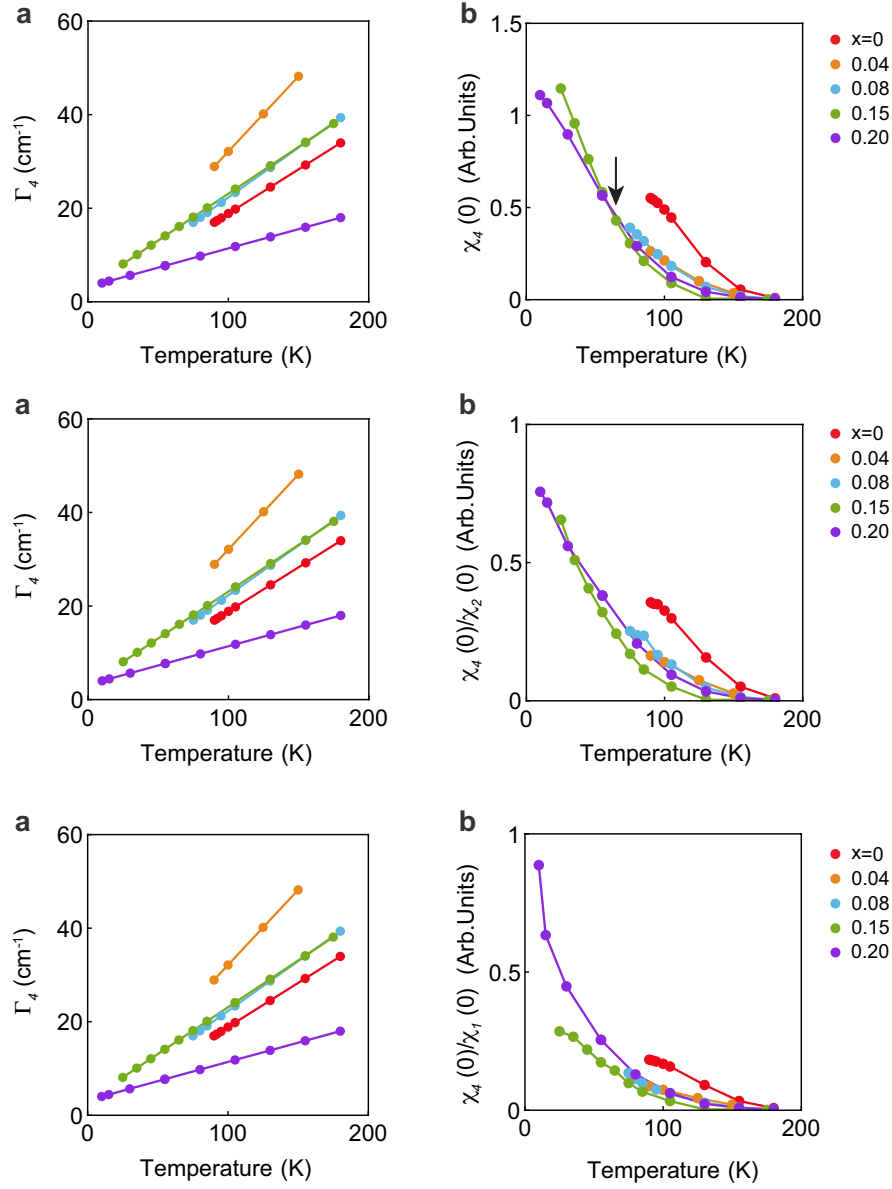 a
60
40
20
0
Γ4 (cm-1)
0 100 200
Temperature (K)
b
1.5
1
0.5
0
χ4 (0) (Arb.Units)
0 100 200
Temperature (K)
x=0
0.04
0.08
0.15
0.20
a
60
40
20
0
Γ4 (cm-1)
0 100 200
Temperature (K)
b
1
0.5
0
χ4 (0)/χ2 (0) (Arb.Units)
0 100 200
Temperature (K)
x=0
0.04
0.08
0.15
0.20
a
60
40
20
0
Γ4 (cm-1)
0 100 200
Temperature (K)
b
1
0.5
0
χ4 (0)/χ1 (0) (Arb.Units)
0 100 200
Temperature (K)
x=0
0.04
0.08
0.15
0.20